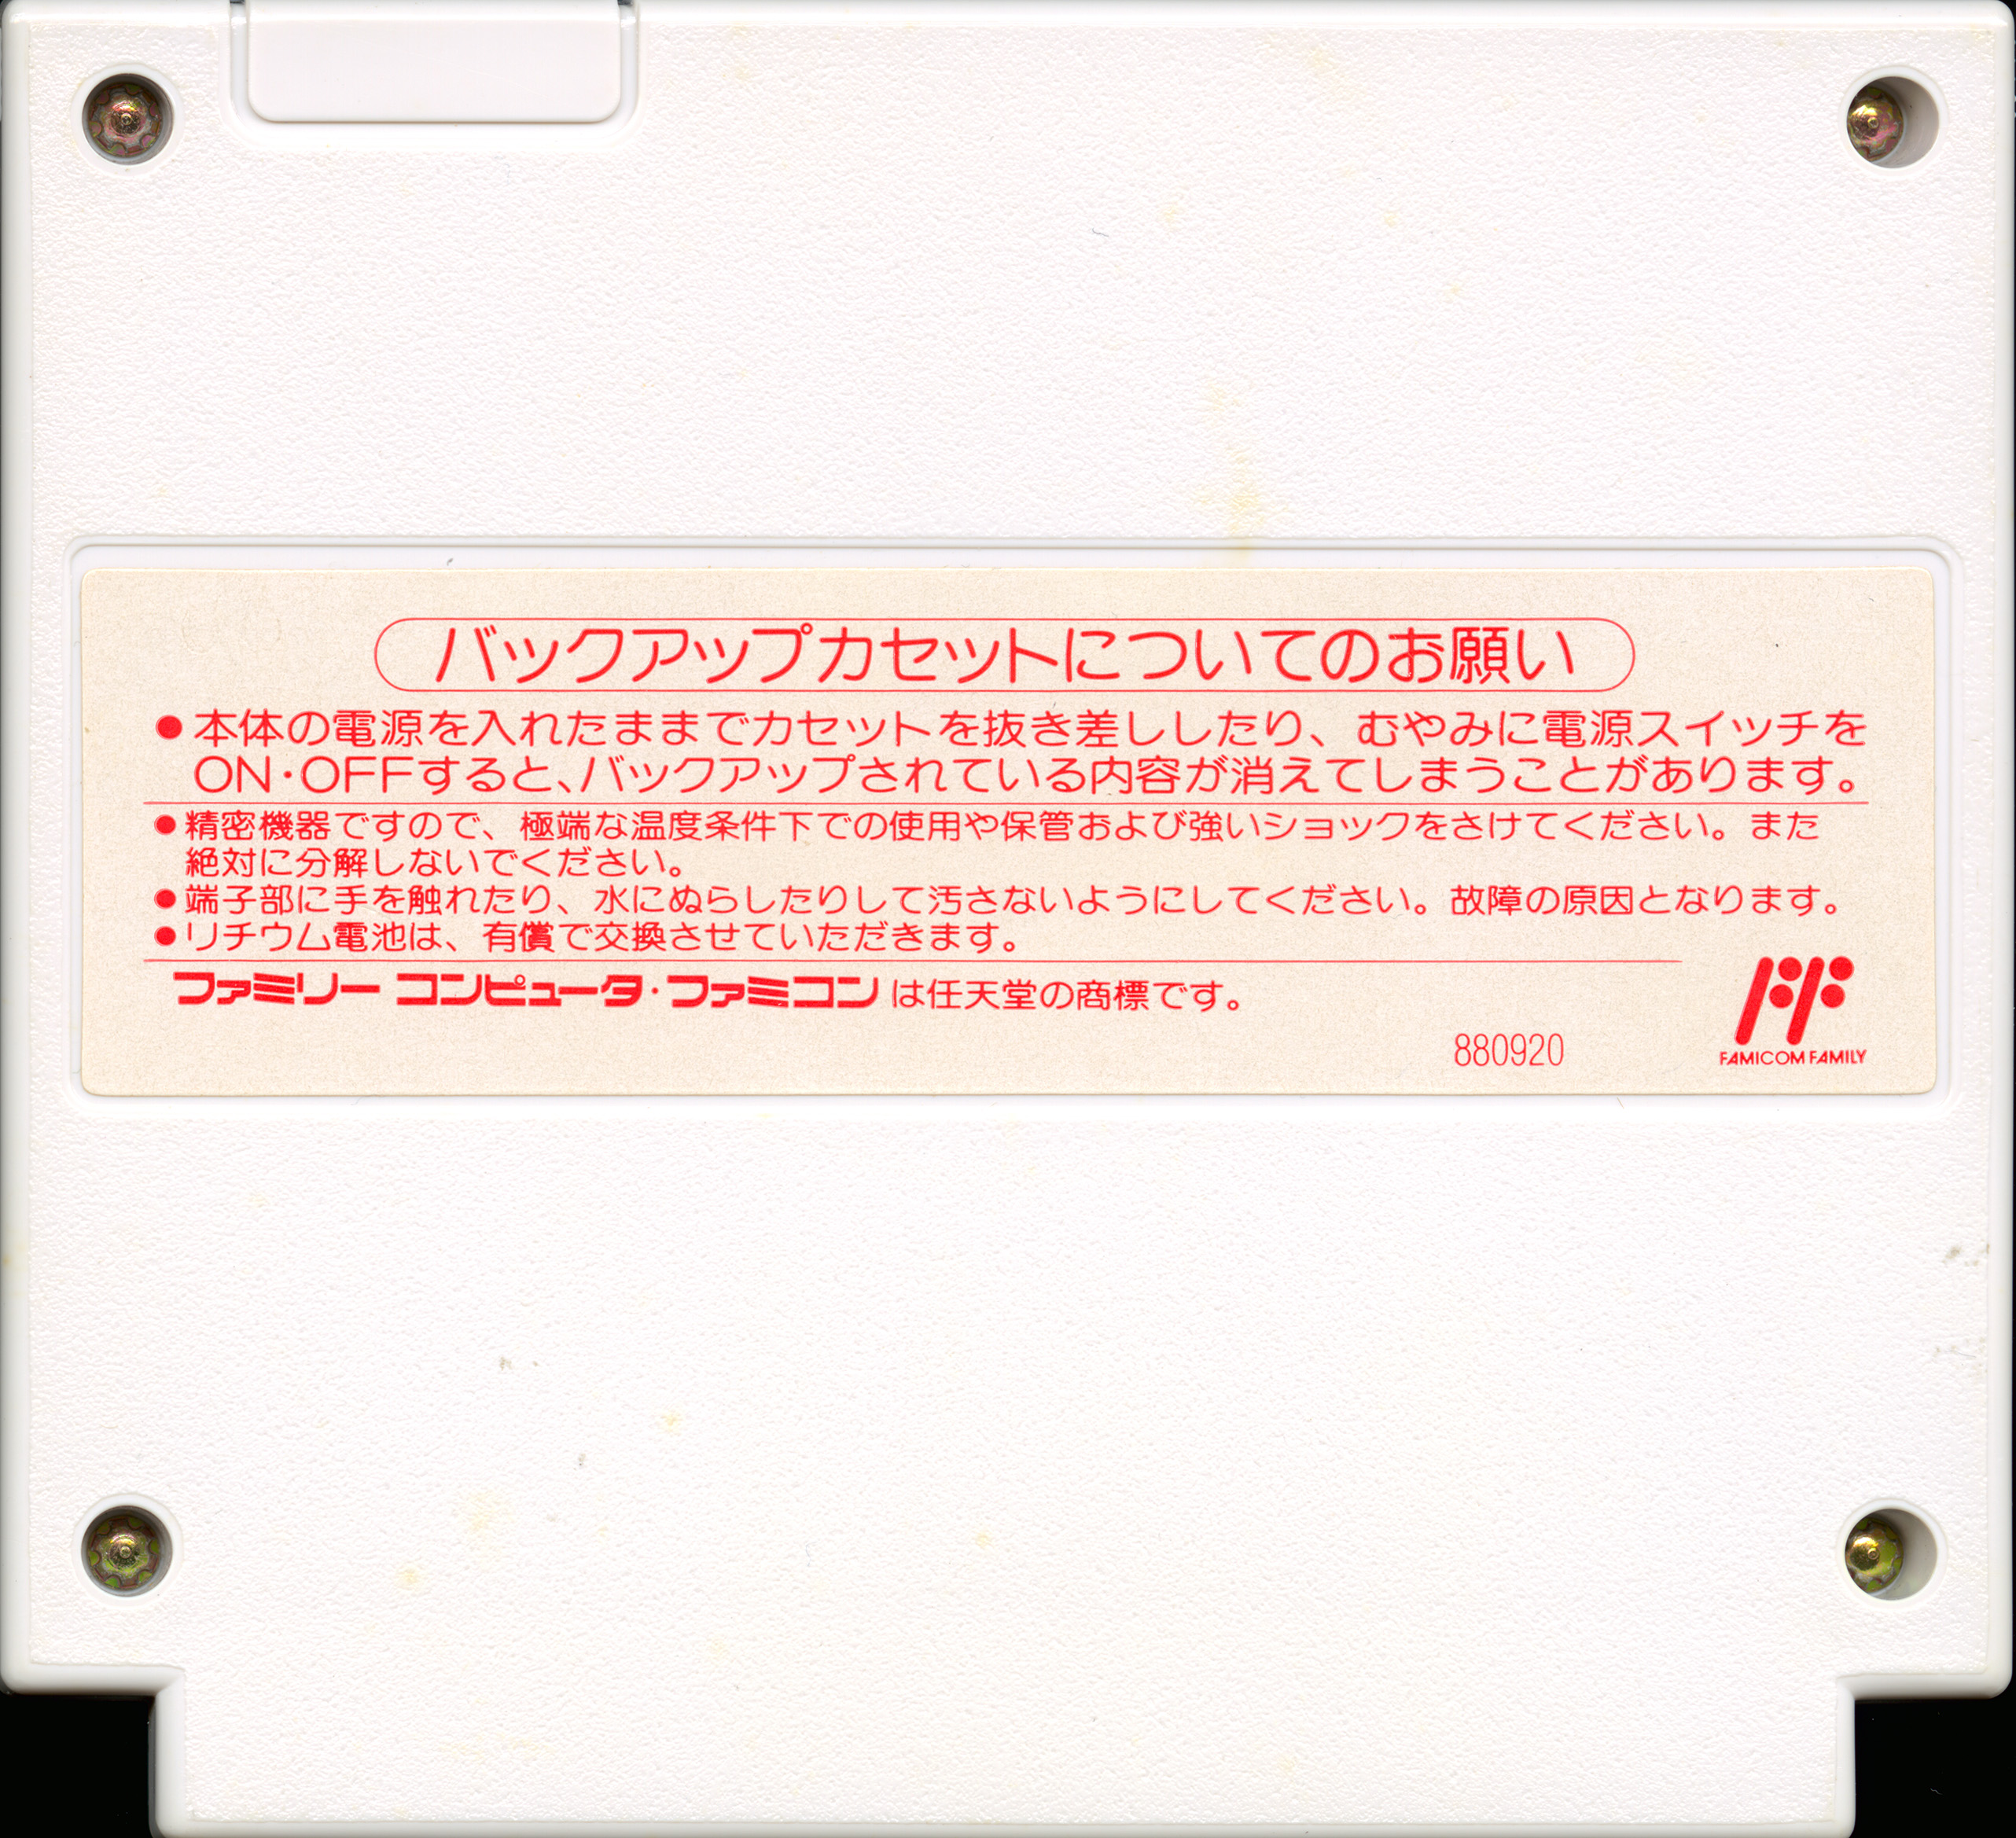 バックアップカセットについてのお願い
●本体の電源を入れたままでカセットを抜き差ししたり、むやみに電源スイッチを
ON・OFFすると、バックアップされている内容が消えてしまうことがあります。
●精密機器ですので、極端な温度条件下での使用や保管および強いショックをさけてください。また
絶対に分解しないでください。
●端子部に手を触れたり、水にぬらしたりして汚さないようにしてください。故障の原因となります。
●リチウム電池は、有償で交換させていただきます。
ファミリー コンピュータ・ファミコンは任天堂の商標です。
880920
FAMICOM FAMILY